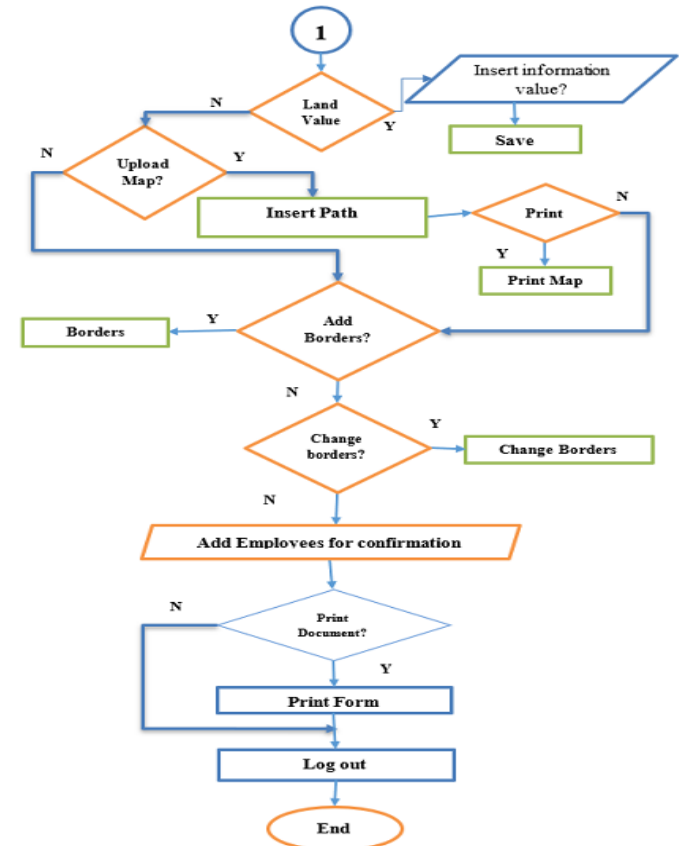 1
Insert information
value?
N
Land
Value
Y
Save
N
Upload
Map?
Y
Insert Path
Print
N
Y
Print Map
Borders
Y
Add
Borders?
N
Change
borders?
Y
Change Borders
N
Add Employees for confirmation
N
Print
Document?
Y
Print Form
Log out
End